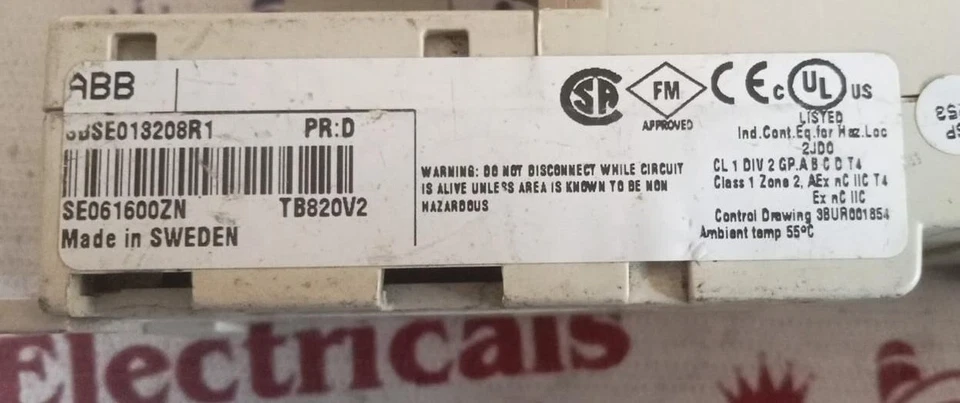 ABB
3BSE013208R1 PR:D
SE061600ZN TB820V2
Made in SWEDEN
WARNING: DO NOT DISCONNECT WHILE CIRCUIT
IS ALIVE UNLESS AREA IS KNOWN TO BE NON
HAZARDOUS
SA
FM
APPROVED
CE
c UL US
LISTED
Ind.Cont.Eq.for Haz.Loc
2JD0
CL 1 DIV 2 GP.A B C D T4
Class 1 Zone 2, AEx nC IIC T4
Ex nC IIC
Control Drawing 3BUR001854
Ambient temp 55°C
Electricals